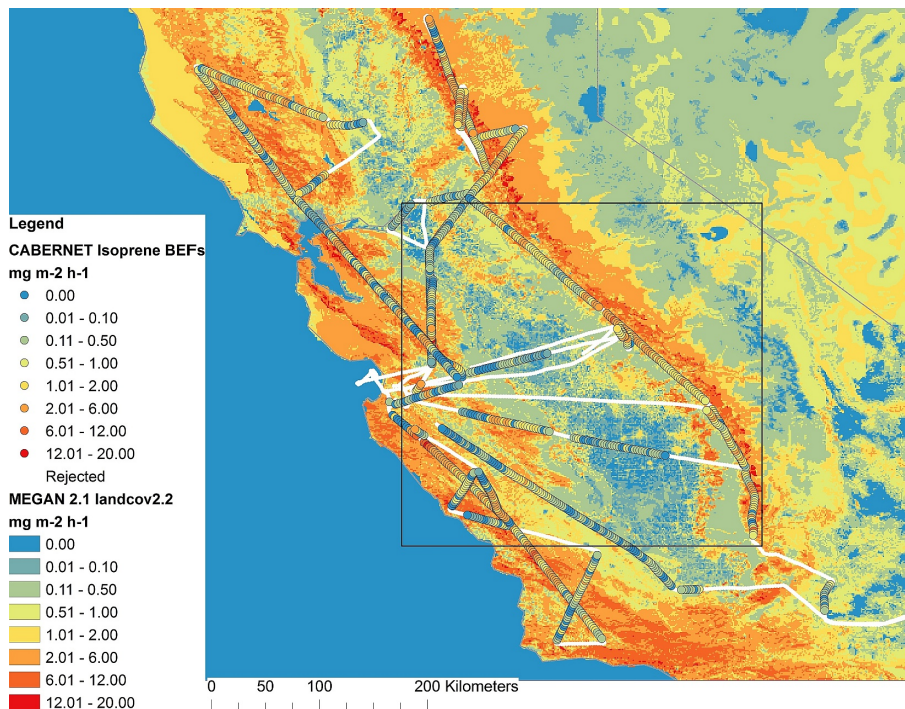 Legend
CABERNET Isoprene BEFs
mg m-2 h-1
0.00
0.01 - 0.10
0.11 - 0.50
0.51 - 1.00
1.01 - 2.00
2.01 - 6.00
6.01 - 12.00
12.01 - 20.00
Rejected
MEGAN 2.1 landcov2.2
mg m-2 h-1
0.00
0.01 - 0.10
0.11 - 0.50
0.51 - 1.00
1.01 - 2.00
2.01 - 6.00
6.01 - 12.00
12.01 - 20.00
0 50 100 200 Kilometers